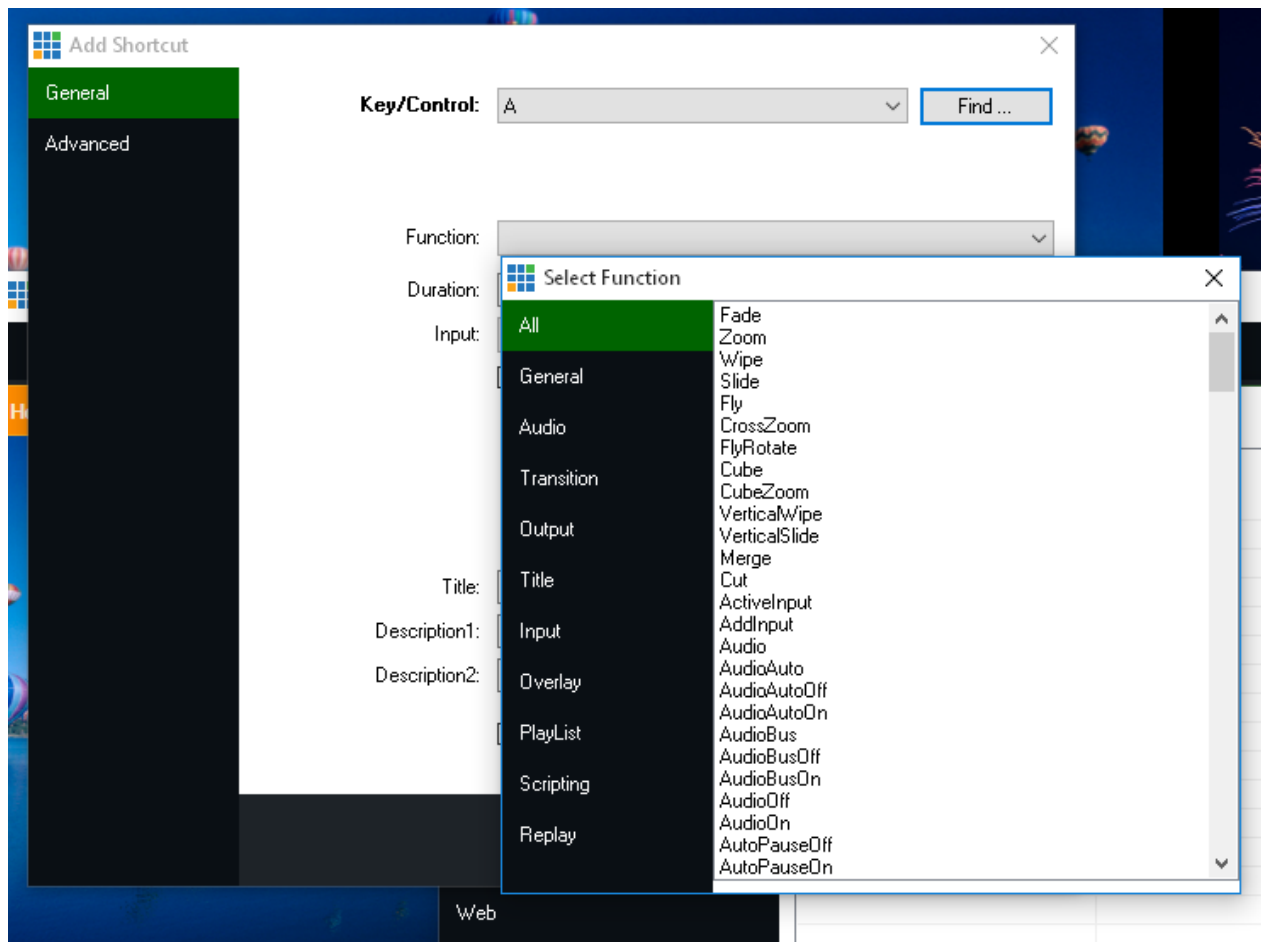 Add Shortcut
General
Advanced
Key/Control:
A
Find ...
Function:
Duration:
Input:
Title:
Description1:
Description2:
Select Function
All
General
Audio
Transition
Output
Title
Input
Overlay
PlayList
Scripting
Replay
Fade
Zoom
Wipe
Slide
Fly
CrossZoom
FlyRotate
Cube
CubeZoom
VerticalWipe
VerticalSlide
Merge
Cut
ActiveInput
AddInput
Audio
AudioAuto
AudioAutoOff
AudioAutoOn
AudioBus
AudioBusOff
AudioBusOn
AudioOff
AudioOn
AutoPauseOff
AutoPauseOn
Web